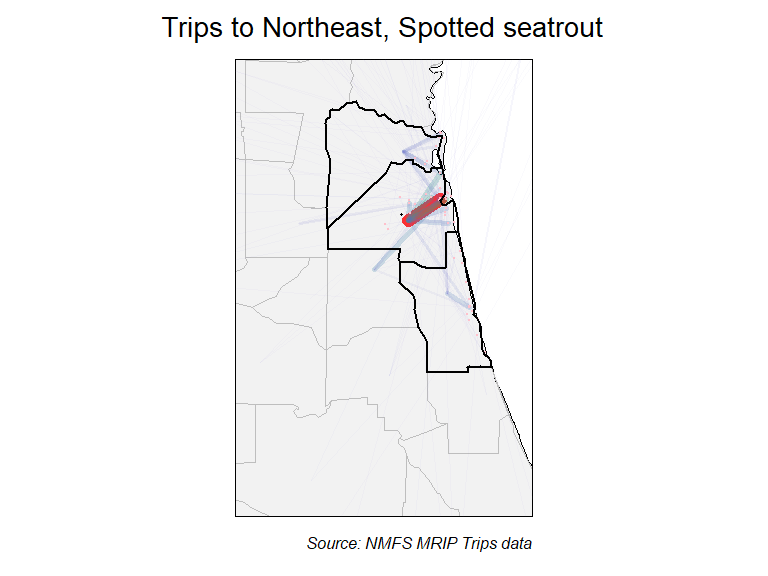 Trips to Northeast, Spotted seatrout
Source: NMFS MRIP Trips data